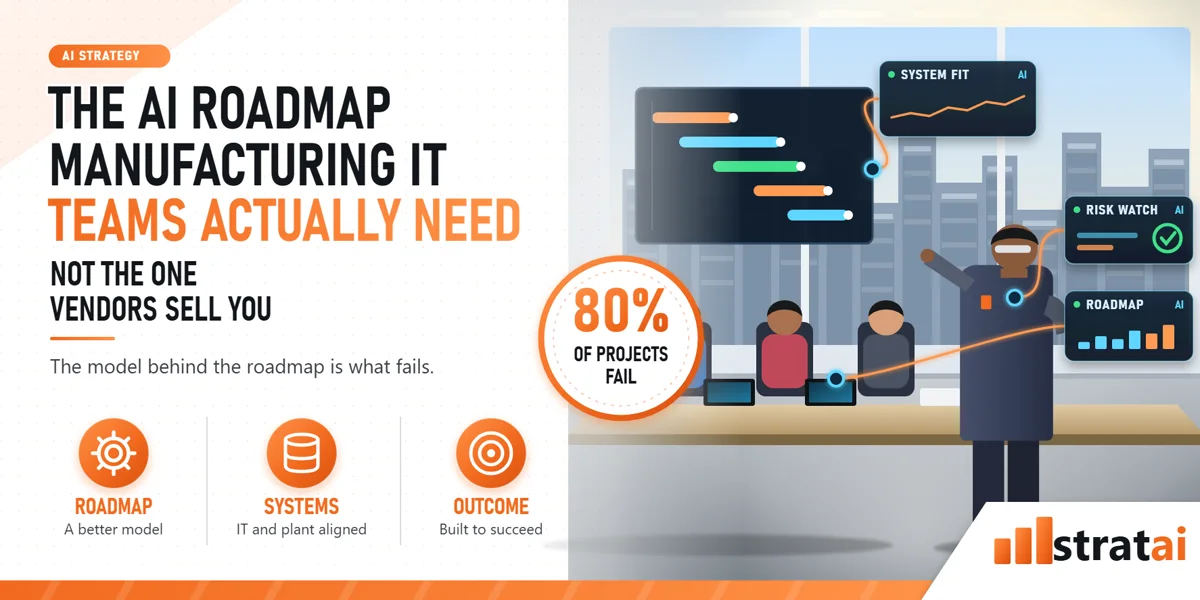 AI STRATEGY
THE AI ROADMAP
MANUFACTURING IT
TEAMS ACTUALLY NEED
NOT THE ONE
VENDORS SELL YOU
The model behind the roadmap is what fails.
ROADMAP
A better model
SYSTEMS
IT and plant aligned
OUTCOME
Built to succeed
80%
OF PROJECTS
FAIL
SYSTEM FIT AI
RISK WATCH AI
ROADMAP AI
stratai